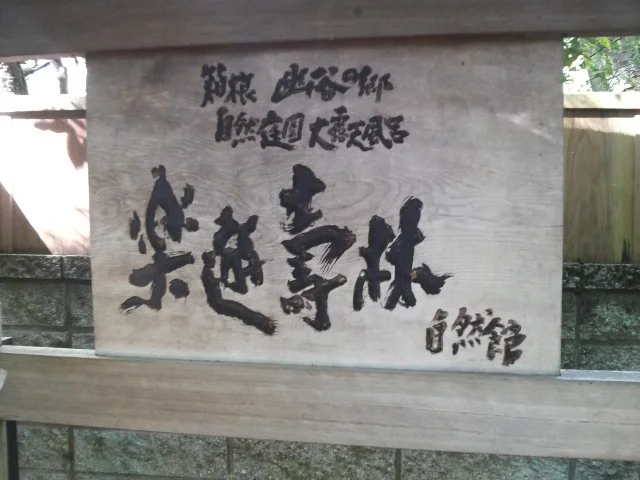 箱根 幽谷の郷
自然庭園 大露天風呂
楽遊壽林
自然館